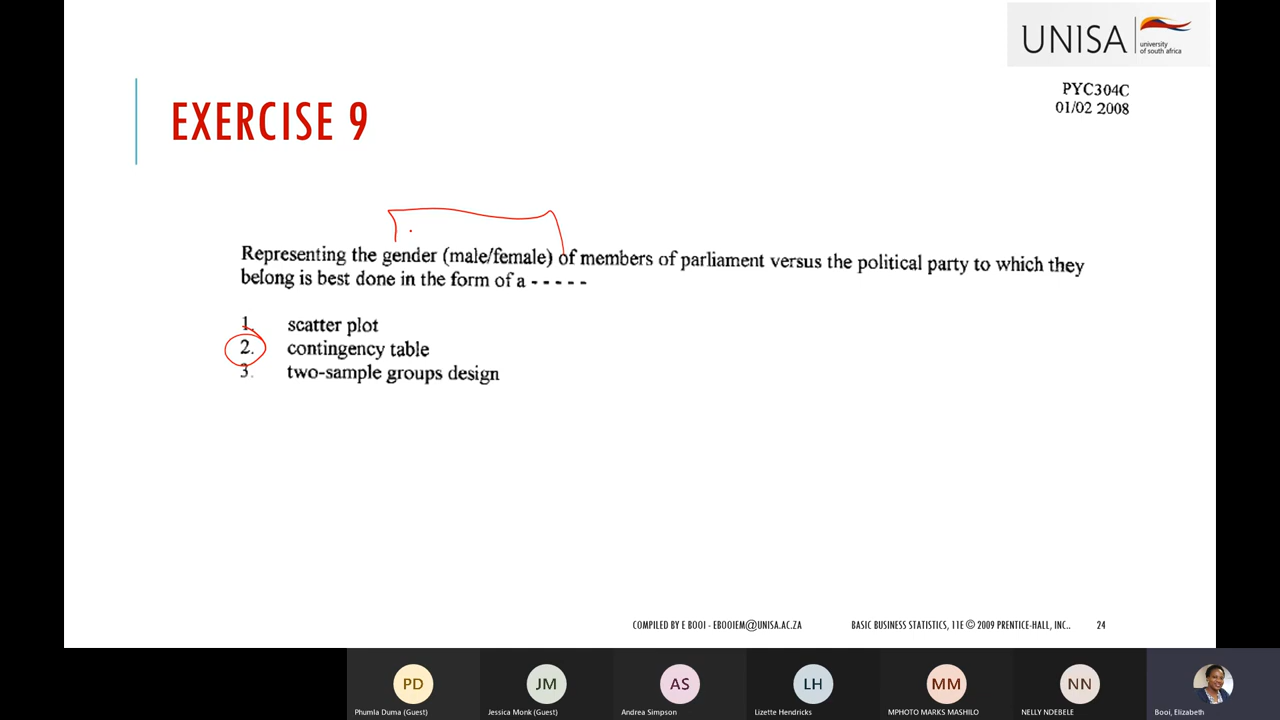 UNISA
university
of south africa
PYC304C
01/02 2008
EXERCISE 9
Representing the gender (male/female) of members of parliament versus the political party to which they
belong is best done in the form of a - - - - -
1. scatter plot
2. contingency table
3. two-sample groups design
COMPILED BY E BOOI - EBOOIEM@UNISA.AC.ZA BASIC BUSINESS STATISTICS, 11E © 2009 PRENTICE-HALL, INC.. 24
PD JM AS LH MM NN
Phumla Duma (Guest) Jessica Monk (Guest) Andrea Simpson Lizette Hendricks MPHOTO MARKS MASHILO NELLY NDEBELE Booi, Elizabeth